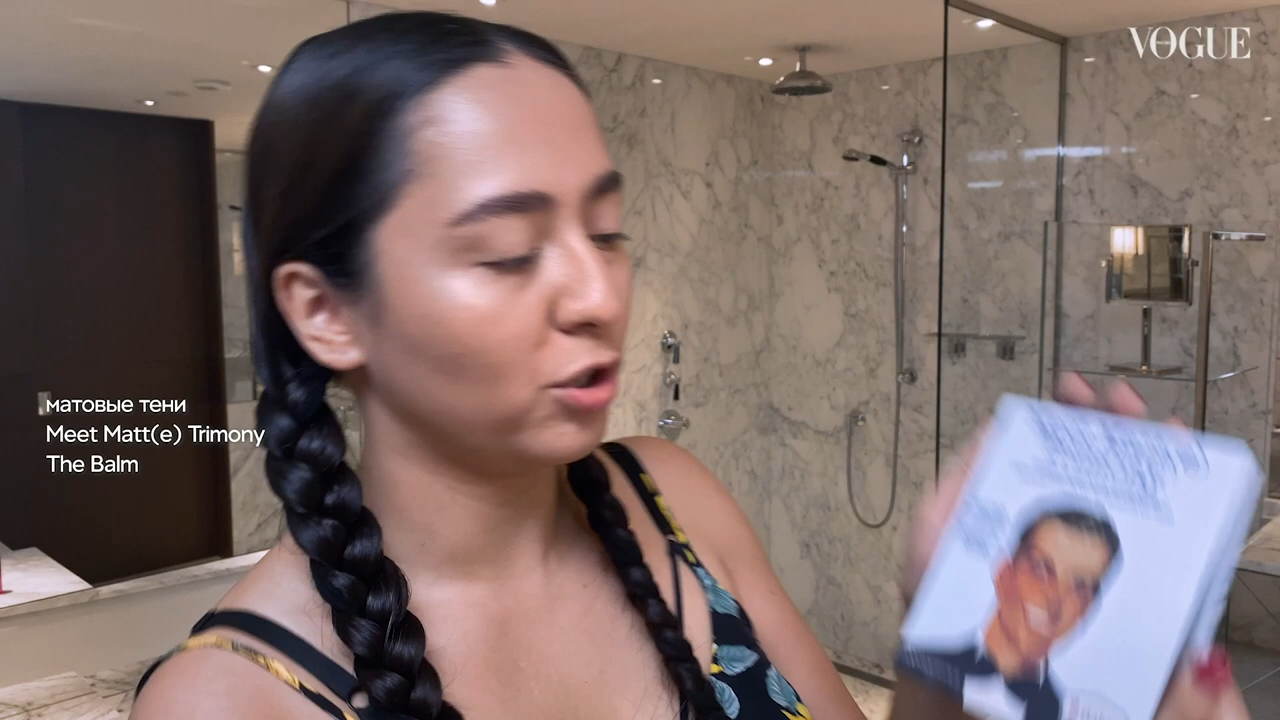 VOGUE
матовые тени
Meet Matt(e) Trimony
The Balm